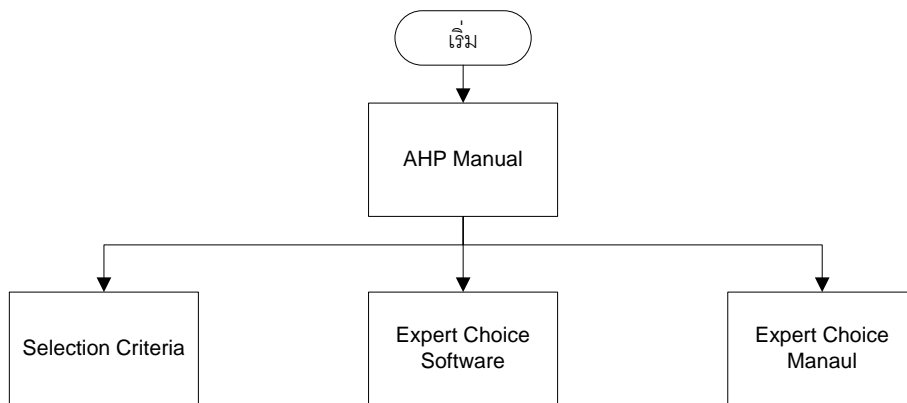 เริ่ม
AHP Manual
Selection Criteria
Expert Choice
Software
Expert Choice
Manaul